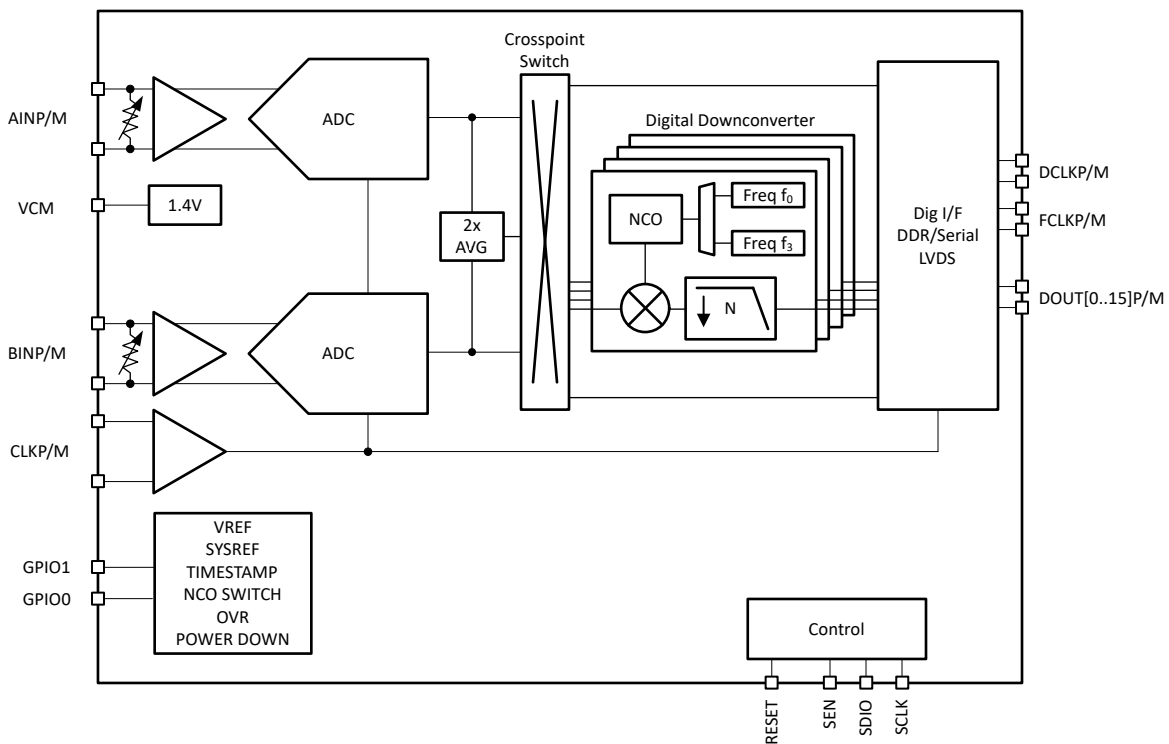 Crosspoint
Switch
AINP/M
ADC
Digital Downconverter
VCM
1.4V
2x
AVG
NCO
Freq f₀
Freq f₃
N
Dig I/F
DDR/Serial
LVDS
DCLKP/M
FCLKP/M
DOUT[0..15]P/M
BINP/M
ADC
CLKP/M
GPIO1
GPIO0
VREF
SYSREF
TIMESTAMP
NCO SWITCH
OVR
POWER DOWN
Control
RESET
SEN
SDIO
SCLK